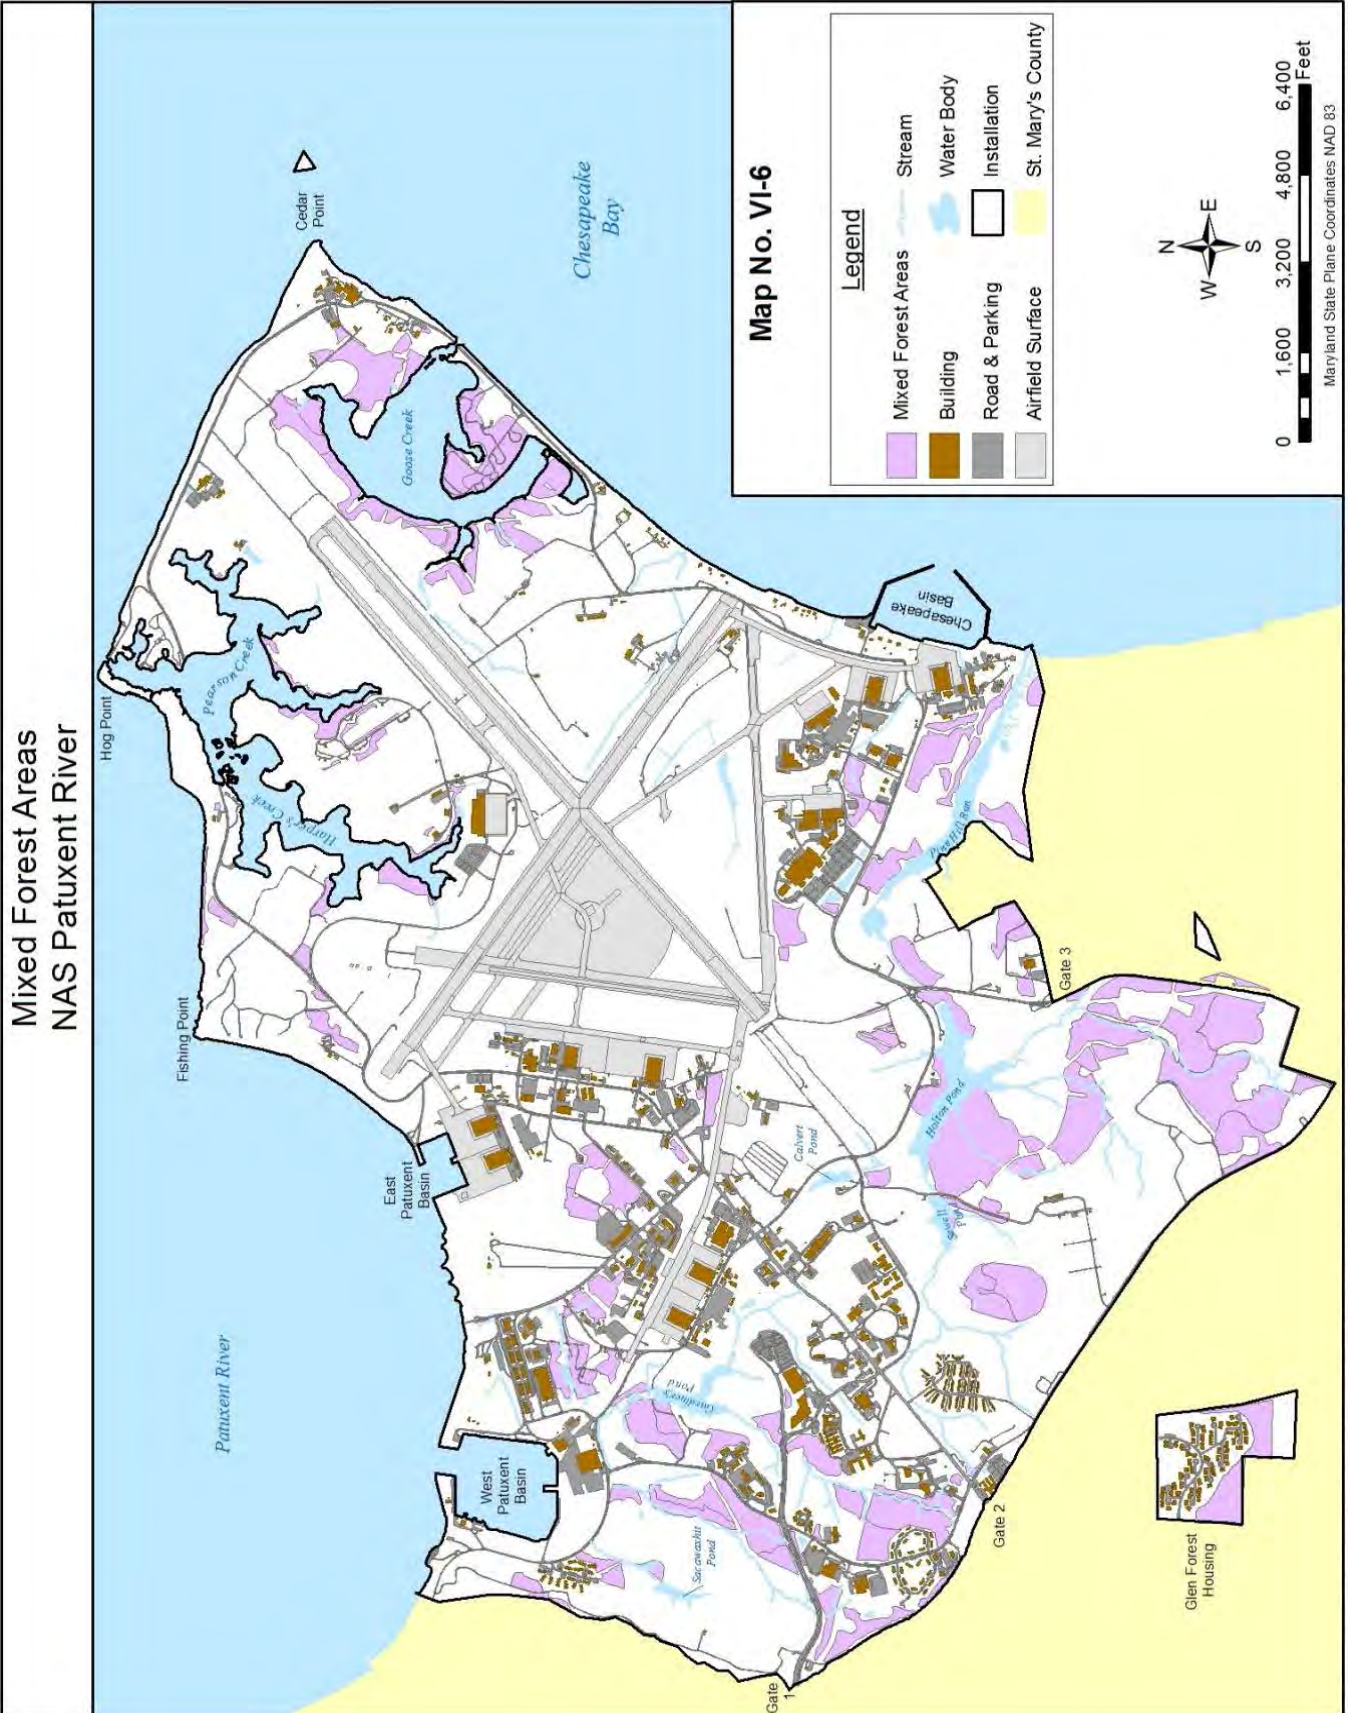 Mixed Forest Areas
NAS Patuxent River
Cedar
Point
Chesapeake
Bay
Goose Creek
Hog Point
Pearson Creek
Harper's Creek
Fishing Point
Chesapeake
Basin
Pine Hill Run
Gate 3
East
Patuxent
Basin
Holton Pond
Calvert
Pond
Sewell
Pond
Patuxent River
Gardiner's
Pond
West
Patuxent
Basin
Sacawaxhit
Pond
Gate 2
Gate
1
Glen Forest
Housing
Map No. VI-6
Legend
Mixed Forest Areas
Building
Road & Parking
Airfield Surface
Stream
Water Body
Installation
St. Mary's County
N
W
E
S
0 1,600 3,200 4,800 6,400
Feet
Maryland State Plane Coordinates NAD 83